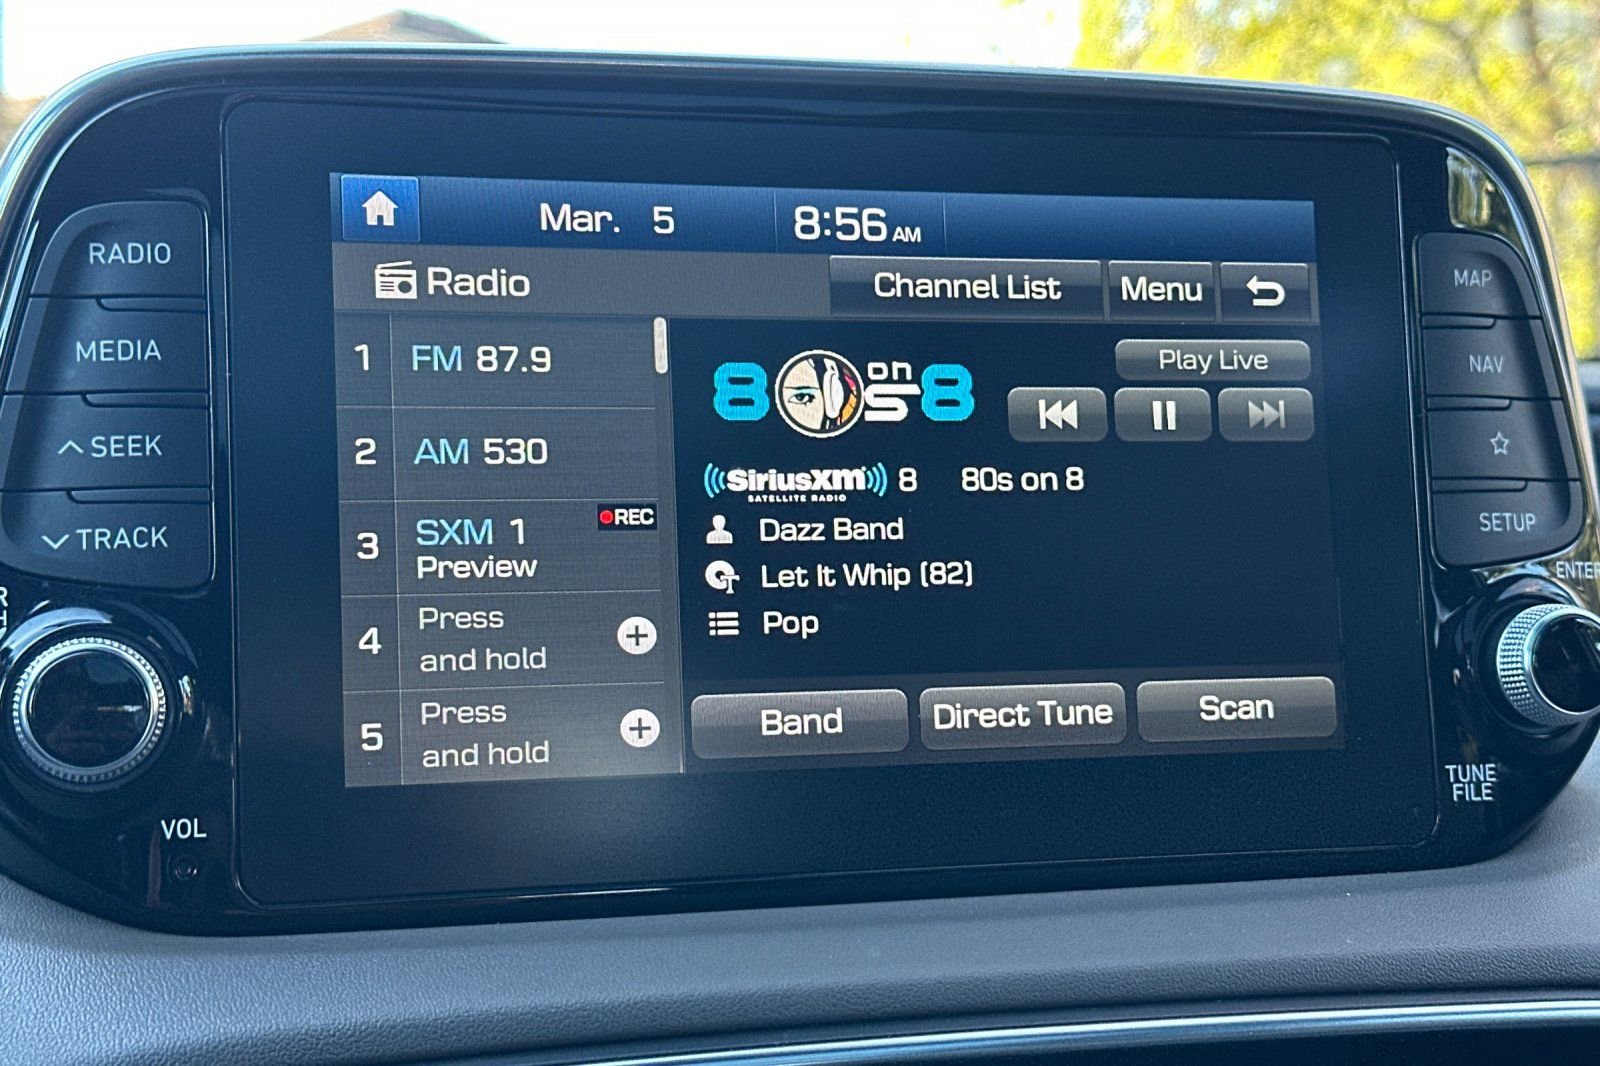 Mar. 5 8:56 AM
Radio Channel List Menu
1 FM 87.9
2 AM 530
3 SXM 1 REC
Preview
4 Press
and hold
5 Press
and hold
80s on 8
Play Live
SiriusXM 8 80s on 8
SATELLITE RADIO
Dazz Band
Let It Whip (82)
Pop
Band Direct Tune Scan
RADIO
MEDIA
SEEK
TRACK
VOL
MAP
NAV
SETUP
ENTER
TUNE
FILE